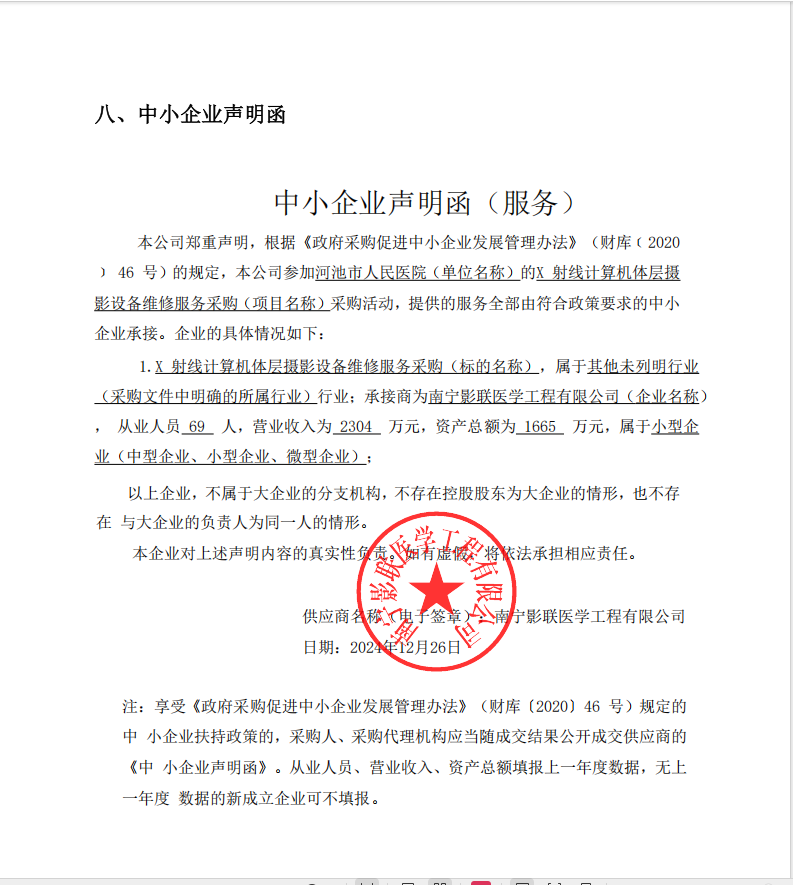 八、中小企业声明函
中小企业声明函（服务）
本公司郑重声明，根据《政府采购促进中小企业发展管理办法》（财库﹝2020
﹞ 46 号）的规定，本公司参加河池市人民医院（单位名称）的X 射线计算机体层摄
影设备维修服务采购（项目名称）采购活动，提供的服务全部由符合政策要求的中小
企业承接。企业的具体情况如下：
1.X 射线计算机体层摄影设备维修服务采购（标的名称），属于其他未列明行业
（采购文件中明确的所属行业）行业；承接商为南宁影联医学工程有限公司（企业名称）
， 从业人员 69 人，营业收入为 2304 万元，资产总额为 1665 万元，属于小型企
业（中型企业、小型企业、微型企业）；
以上企业，不属于大企业的分支机构，不存在控股股东为大企业的情形，也不存
在 与大企业的负责人为同一人的情形。
本企业对上述声明内容的真实性负责。如有虚假，将依法承担相应责任。
南宁影联医学工程有限公司
供应商名称（电子签章）：南宁影联医学工程有限公司
日期：2024年12月26日
注：享受《政府采购促进中小企业发展管理办法》（财库〔2020〕46 号）规定的
中 小企业扶持政策的，采购人、采购代理机构应当随成交结果公开成交供应商的
《中 小企业声明函》。从业人员、营业收入、资产总额填报上一年度数据，无上
一年度 数据的新成立企业可不填报。